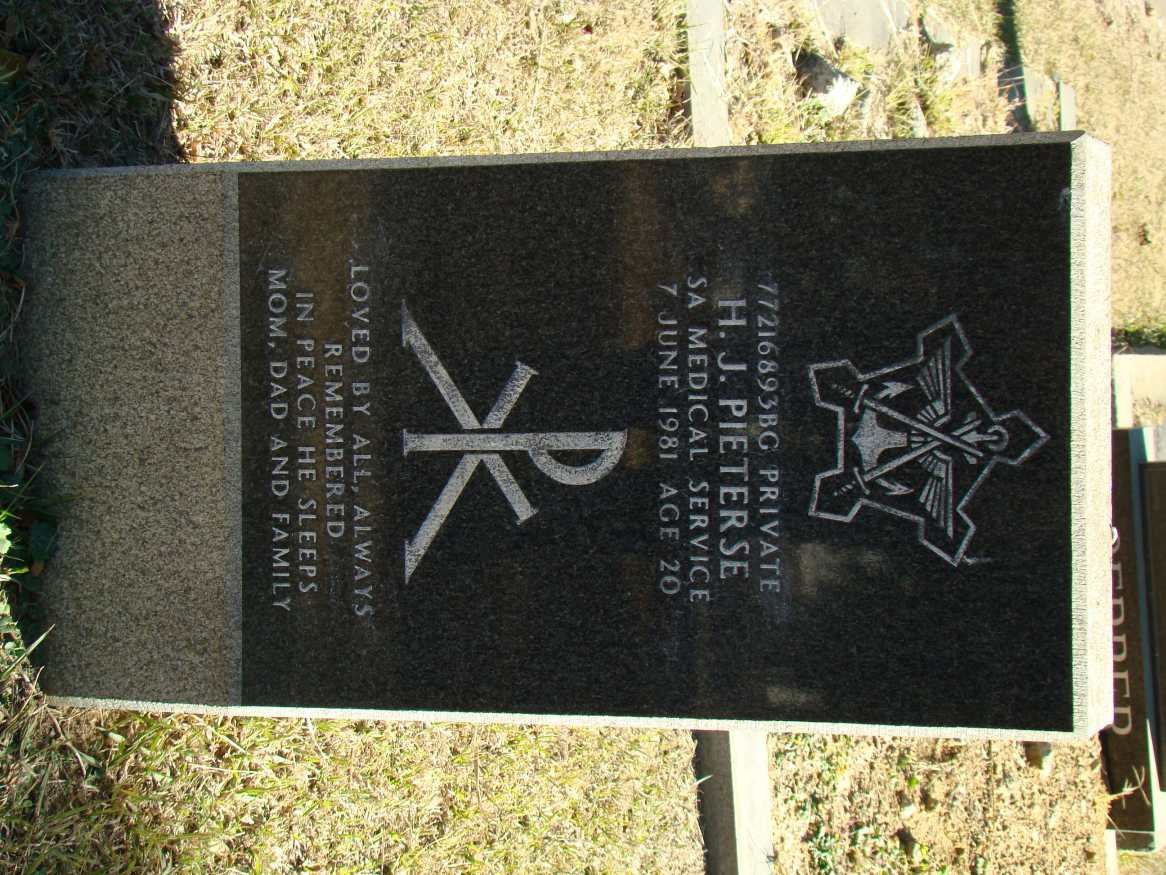 77216893BG PRIVATE
H. J. PIETERSE
SA MEDICAL SERVICE
7 JUNE 1981 AGE 20
LOVED BY ALL, ALWAYS
REMEMBERED
IN PEACE HE SLEEPS
MOM, DAD AND FAMILY